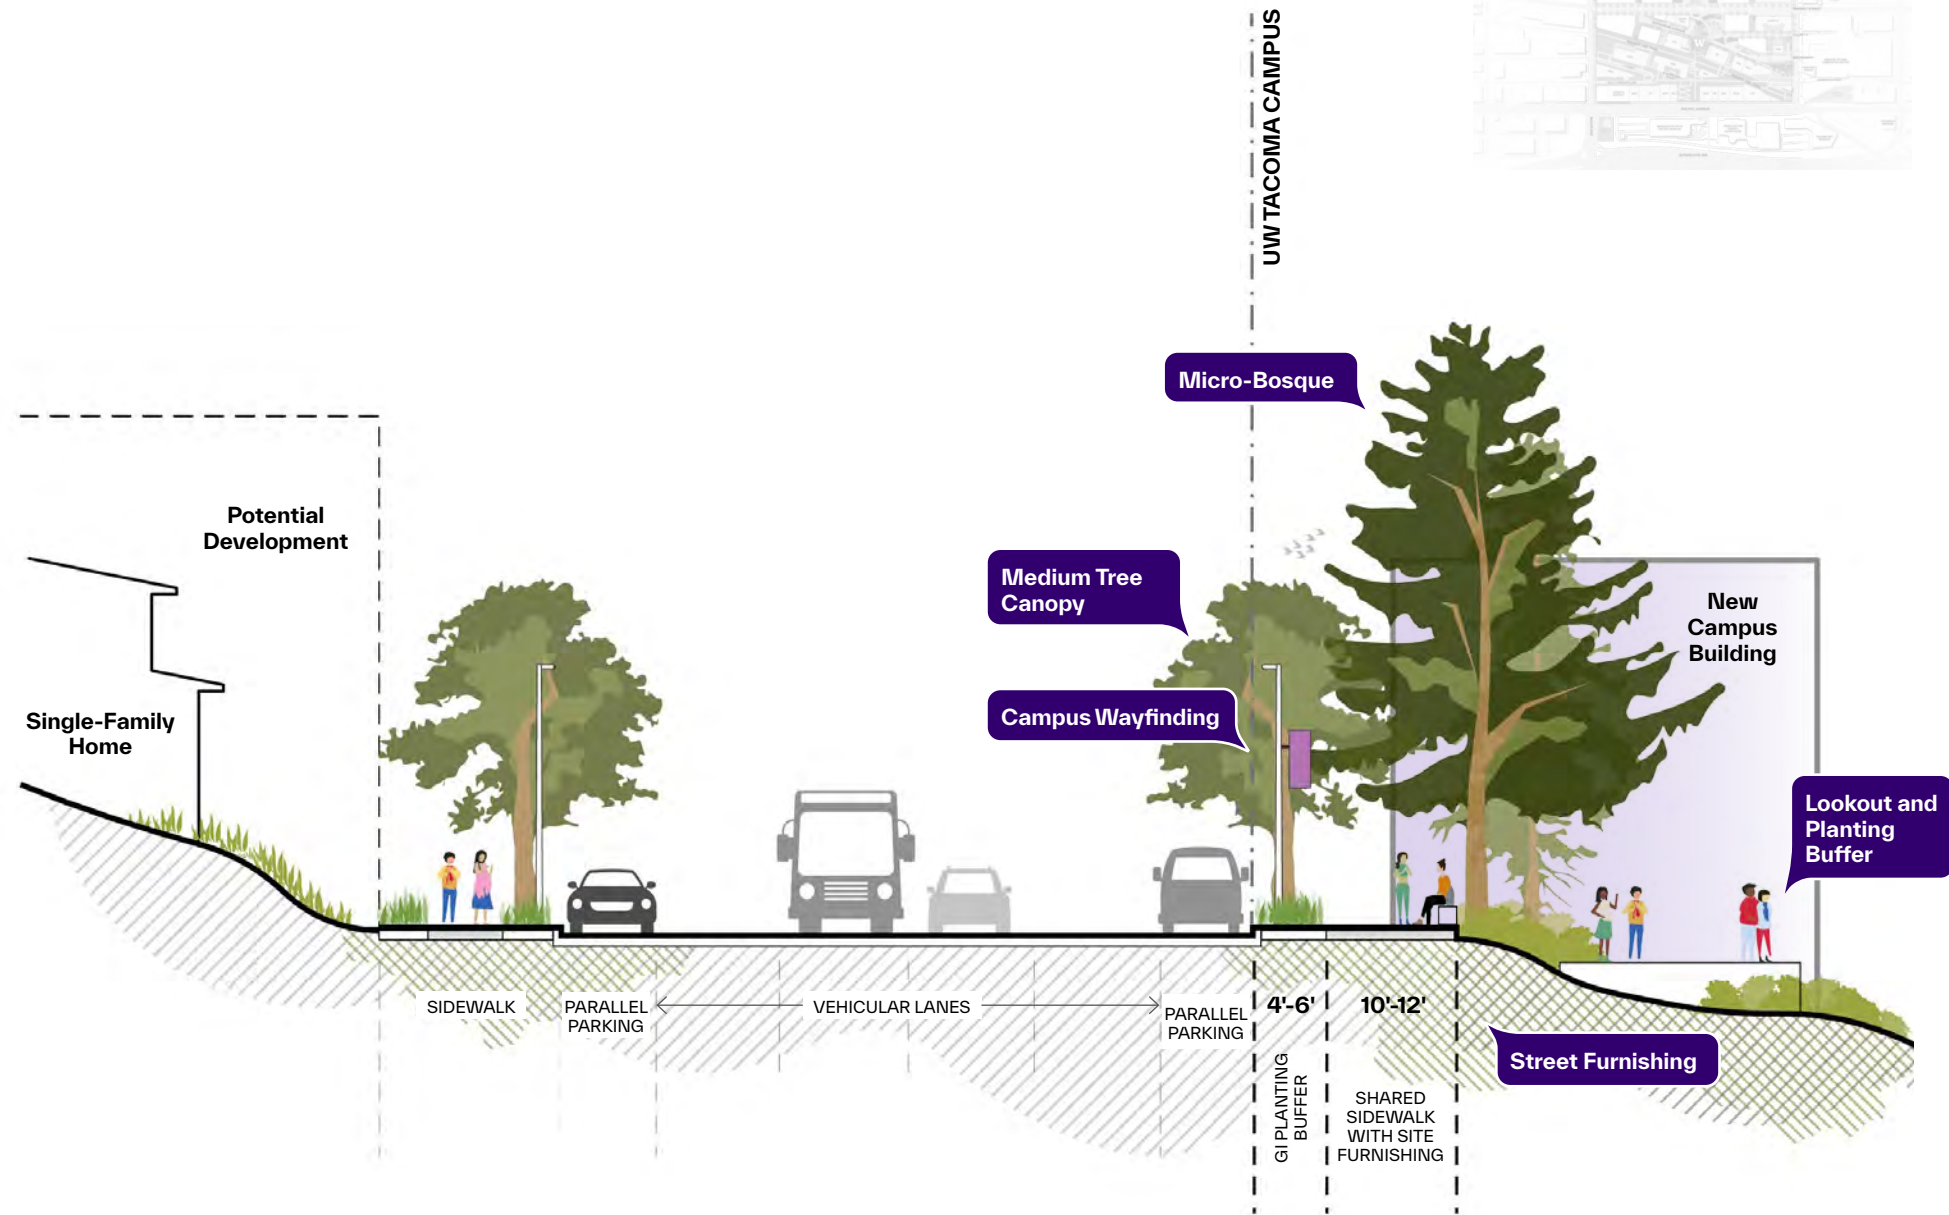 UW TACOMA CAMPUS
W
Micro-Bosque
Potential
Development
Medium Tree
Canopy
New
Campus
Building
Single-Family
Home
Campus Wayfinding
Lookout and
Planting
Buffer
SIDEWALK
PARALLEL
PARKING
VEHICULAR LANES
PARALLEL
PARKING
4'-6'
10'-12'
Street Furnishing
GI PLANTING
BUFFER
SHARED
SIDEWALK
WITH SITE
FURNISHING